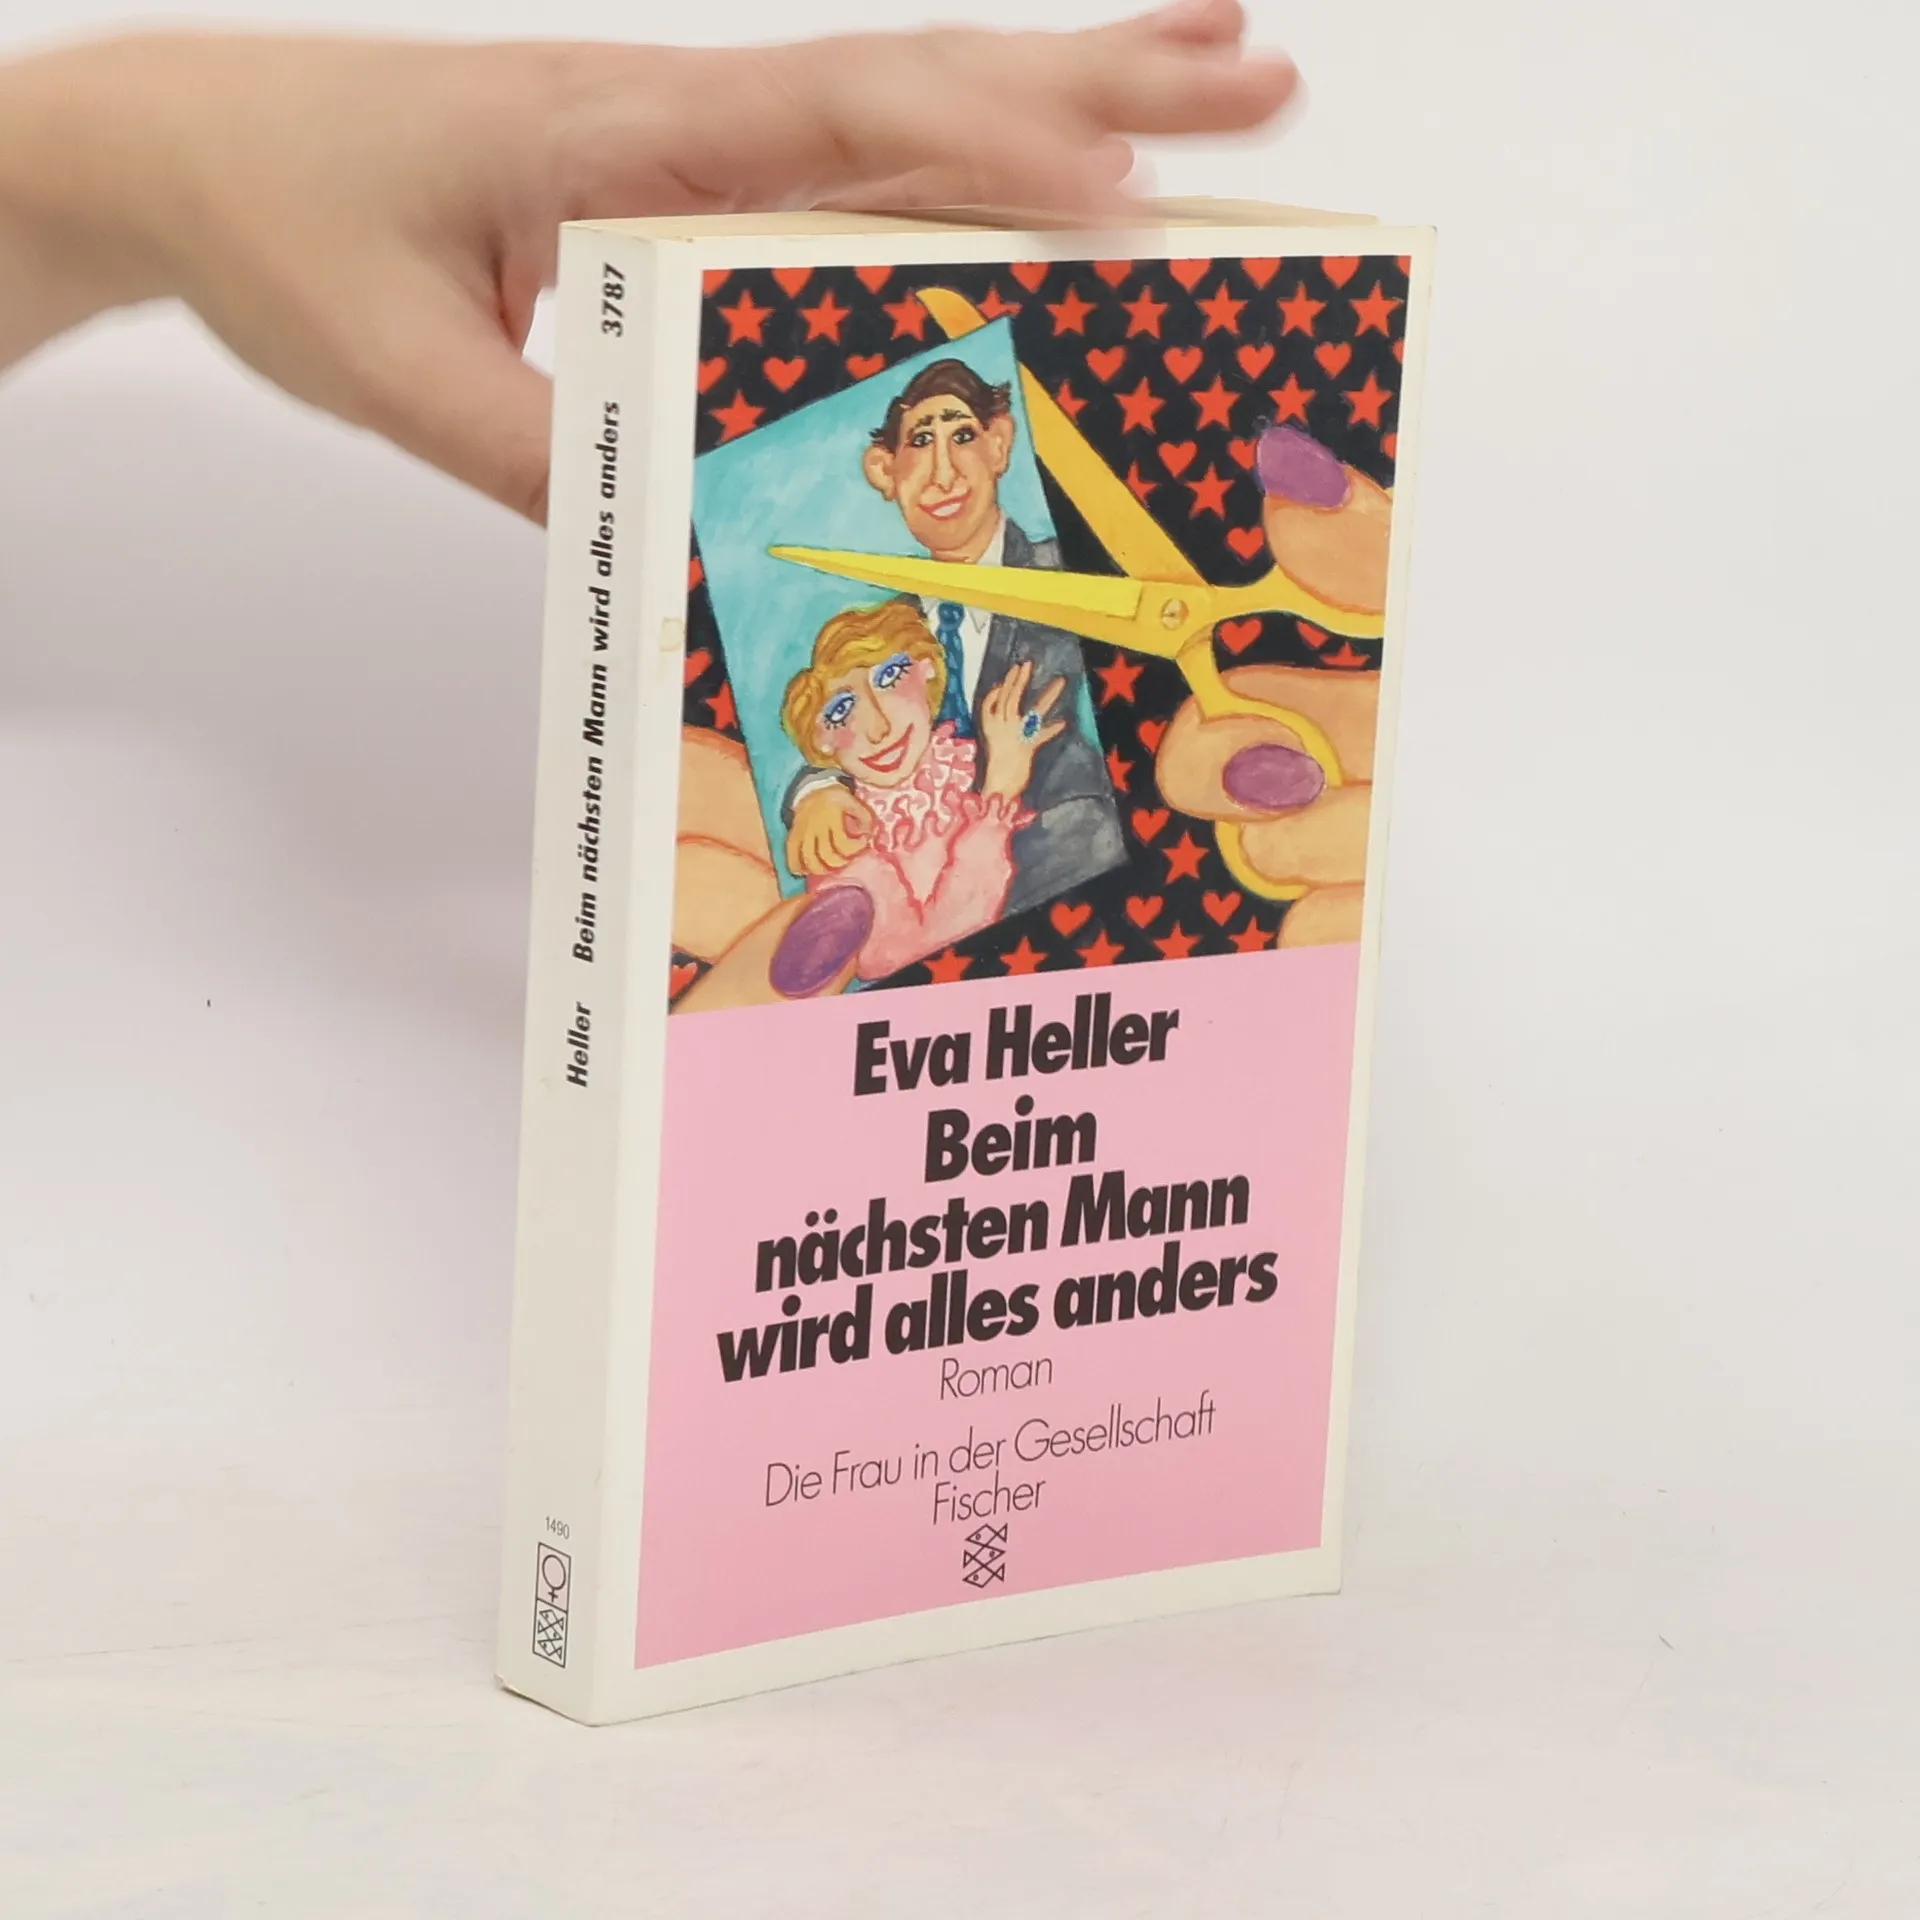 Heller Beim nächsten Mann wird alles anders 3787
1490
Eva Heller
Beim
nächsten Mann
wird alles anders
Roman
Die Frau in der Gesellschaft
Fischer